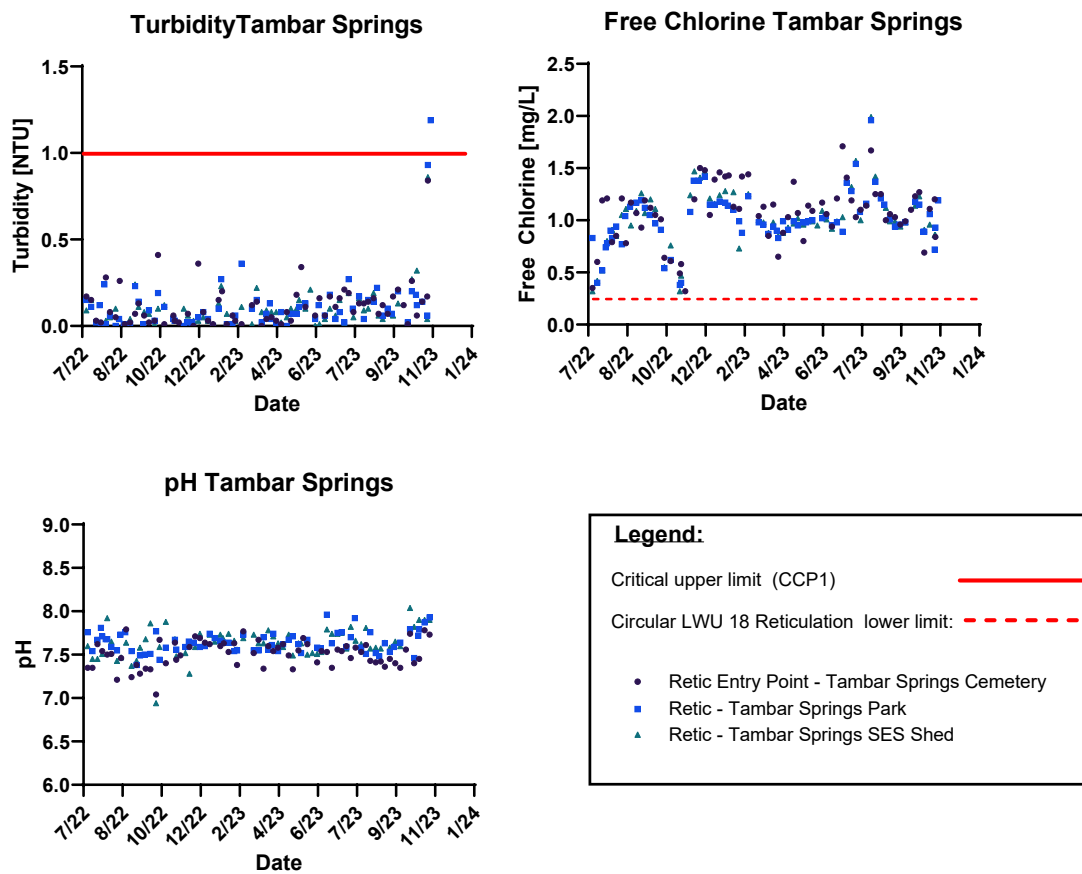 TurbidityTambar Springs
Turbidity [NTU]
1.5
1.0
0.5
0.0
7/22 8/22 10/22 12/22 2/23 4/23 6/23 7/23 9/23 11/23 1/24
Date
Free Chlorine Tambar Springs
Free Chlorine [mg/L]
2.5
2.0
1.5
1.0
0.5
0.0
7/22 8/22 10/22 12/22 2/23 4/23 6/23 7/23 9/23 11/23 1/24
Date
pH Tambar Springs
pH
9.0
8.5
8.0
7.5
7.0
6.5
6.0
7/22 8/22 10/22 12/22 2/23 4/23 6/23 7/23 9/23 11/23 1/24
Date
Legend:
Critical upper limit (CCP1)
Circular LWU 18 Reticulation lower limit:
Retic Entry Point - Tambar Springs Cemetery
Retic - Tambar Springs Park
Retic - Tambar Springs SES Shed